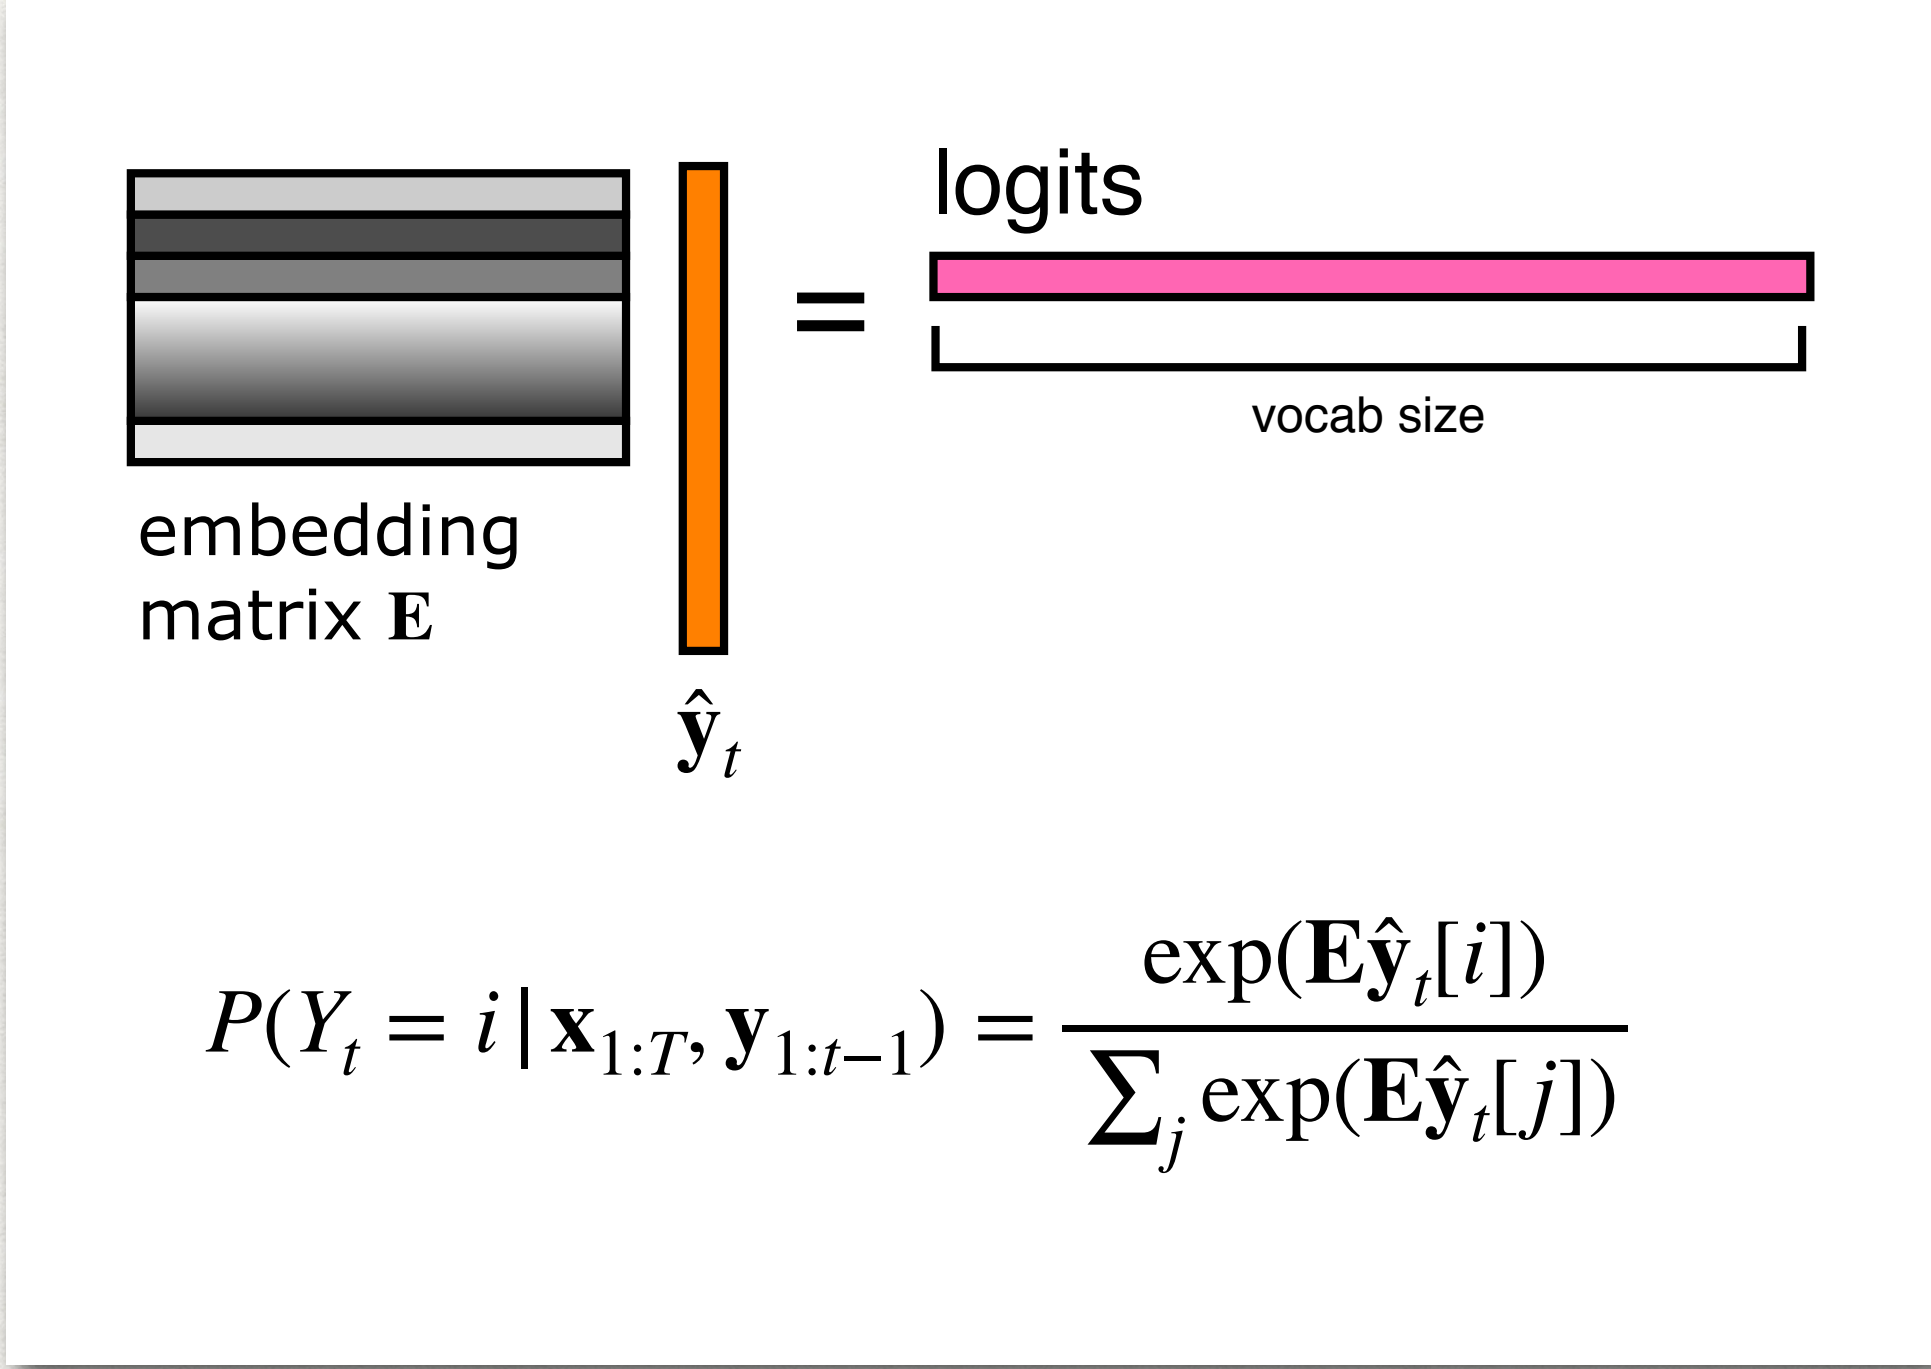 logits
=
vocab size
embedding
matrix E
ŷ_t
P(Y_t = i | x_{1:T}, y_{1:t−1}) = exp(Eŷ_t[i]) / ∑_j exp(Eŷ_t[j])